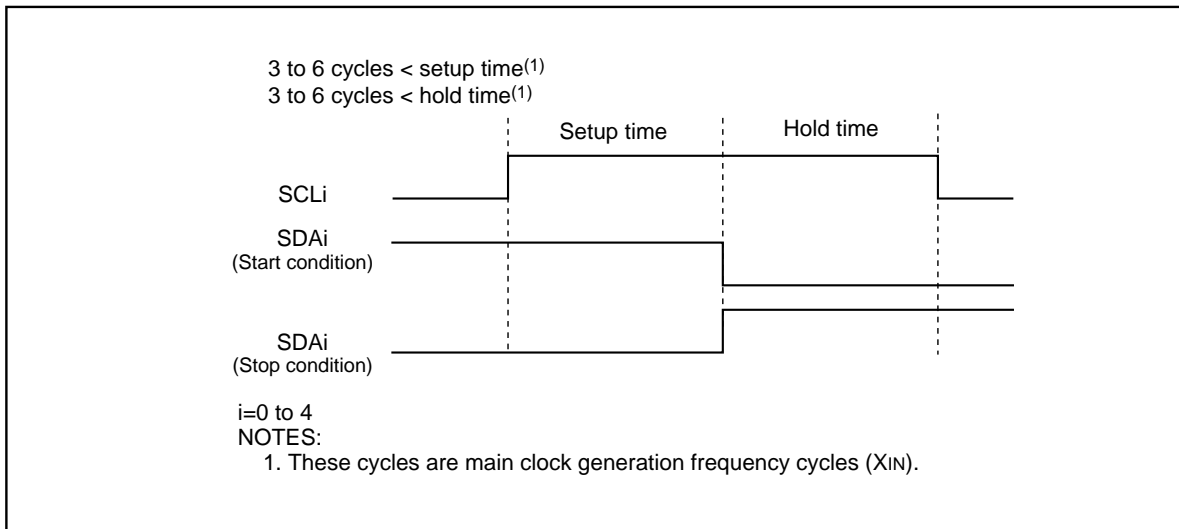 3 to 6 cycles < setup time(1)
3 to 6 cycles < hold time(1)
Setup time
Hold time
SCLi
SDAi
(Start condition)
SDAi
(Stop condition)
i=0 to 4
NOTES:
1. These cycles are main clock generation frequency cycles (XIN).